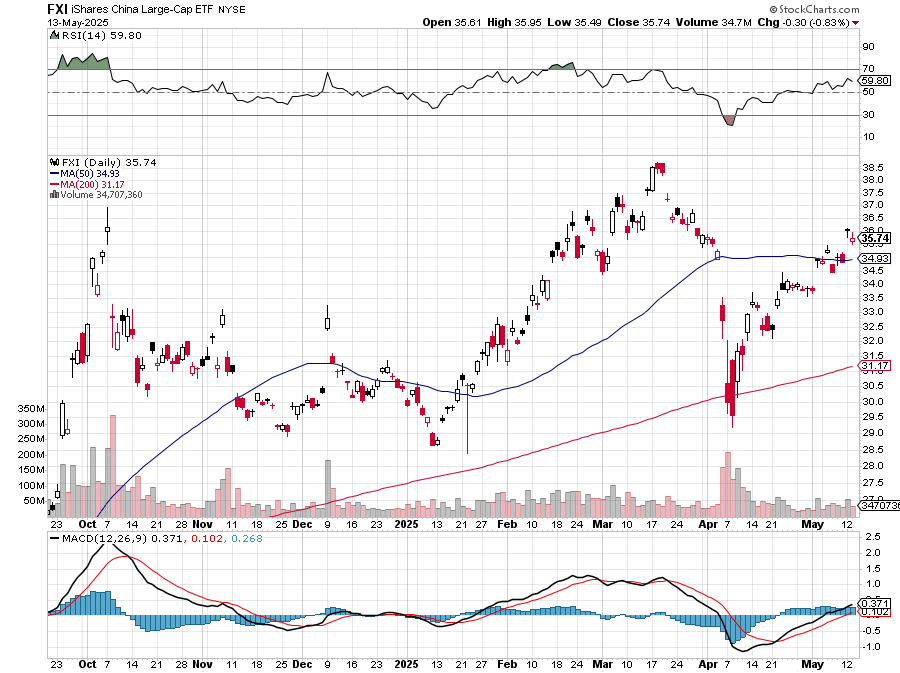 FXI iShares China Large-Cap ETF NYSE
© StockCharts.com
13-May-2025
Open 35.61 High 35.95 Low 35.49 Close 35.74 Volume 34.7M Chg -0.30 (-0.83%)
RSI(14) 59.80
90
70
59.80
50
30
10
FXI (Daily) 35.74
MA(50) 34.93
MA(200) 31.17
Volume 34,707,360
38.5
38.0
37.5
37.0
36.5
36.0
35.74
34.93
34.5
34.0
33.5
33.0
32.5
32.0
31.5
31.17
30.5
30.0
29.5
29.0
28.5
28.0
27.5
27.0
3470736
350M
300M
250M
200M
150M
100M
50M
23 Oct 7 14 21 28 Nov 11 18 25 Dec 9 16 23 2025 13 21 27 Feb 10 18 24 Mar 10 17 24 Apr 7 14 21 May 12
MACD(12,26,9) 0.371, 0.102, 0.268
2.5
2.0
1.5
1.0
0.371
0.102
-0.5
-1.0
23 Oct 7 14 21 28 Nov 11 18 25 Dec 9 16 23 2025 13 21 27 Feb 10 18 24 Mar 10 17 24 Apr 7 14 21 May 12